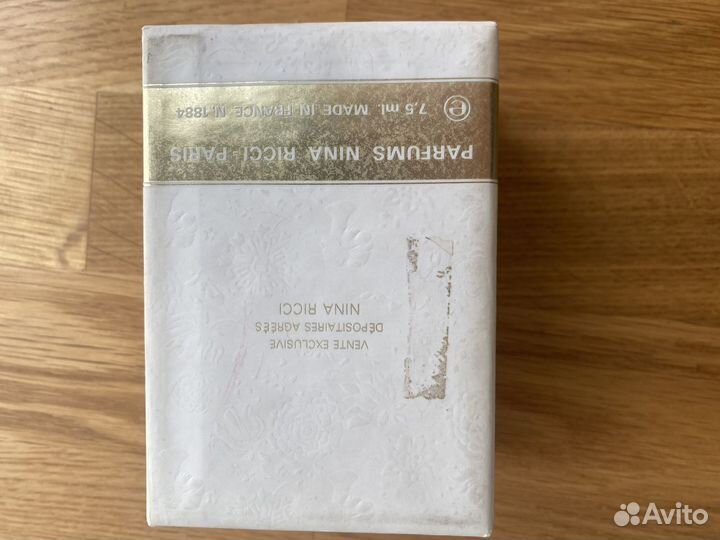 VENTE EXCLUSIVE
DÉPOSITAIRES AGRÉÉS
NINA RICCI
PARFUMS NINA RICCI - PARIS
e 7,5 ml. MADE IN FRANCE N. 1884
Avito